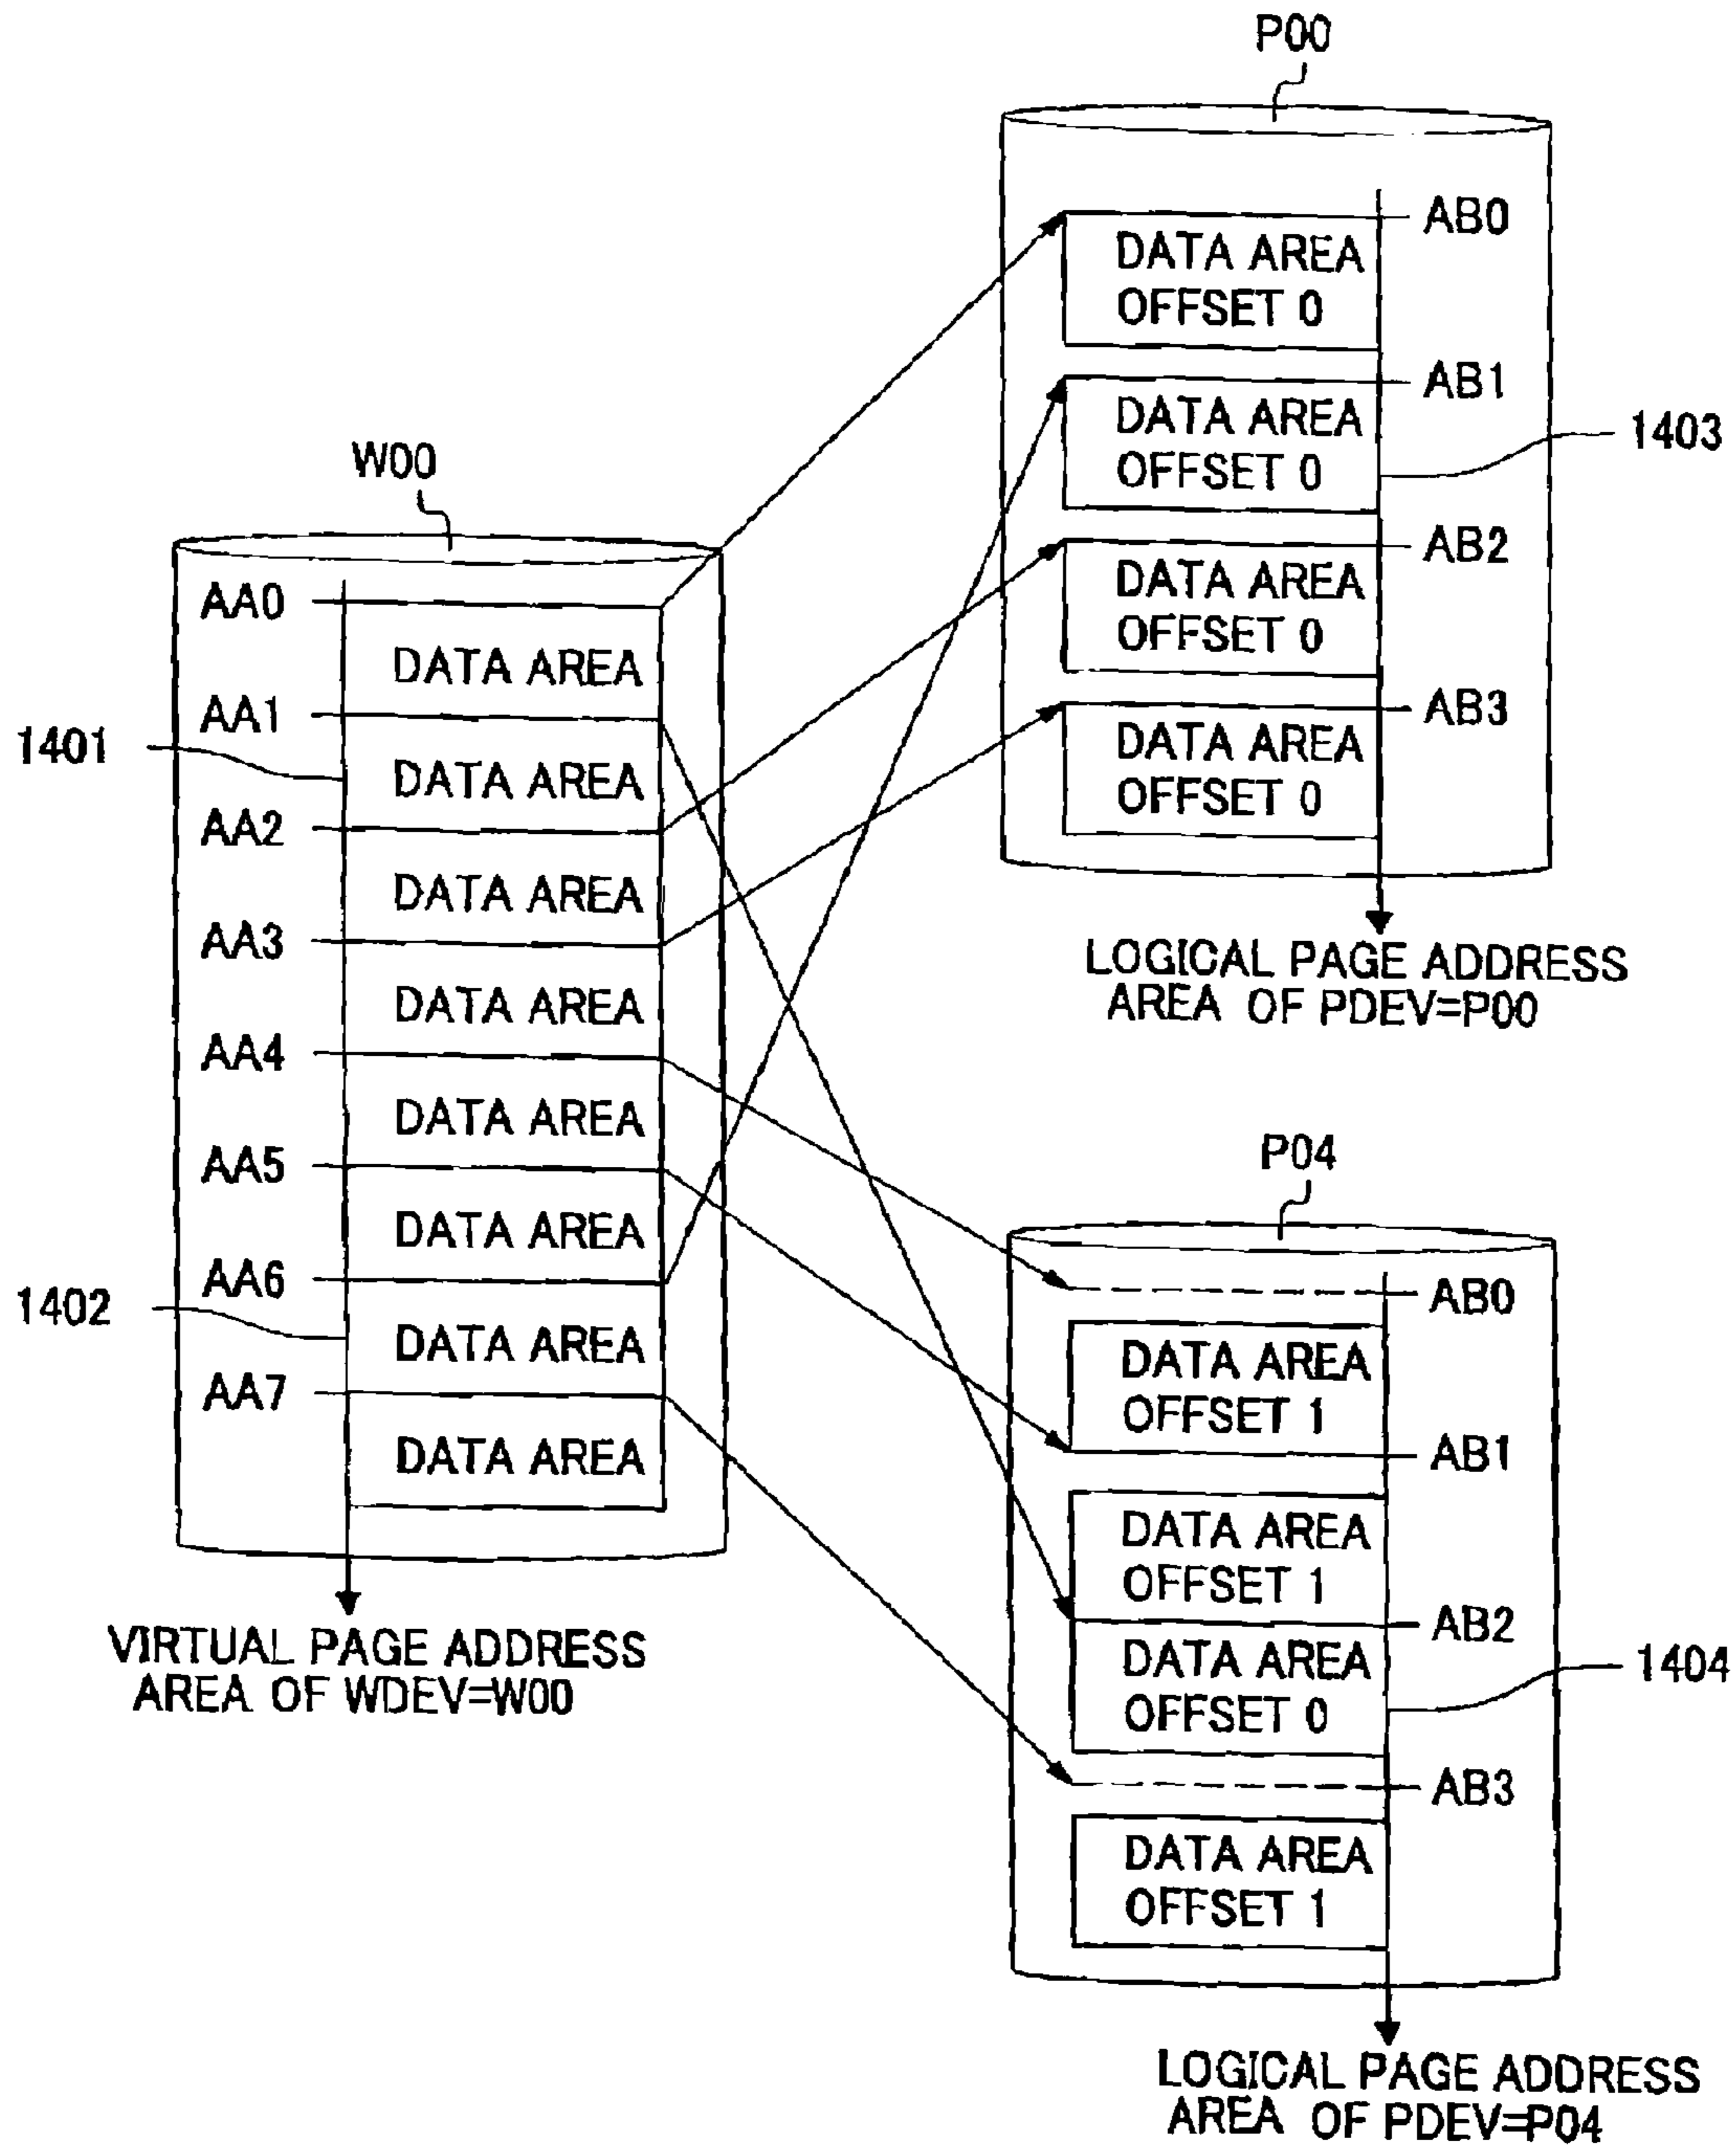 P00
AB0
DATA AREA
OFFSET 0
AB1
DATA AREA
OFFSET 0
1403
AB2
DATA AREA
OFFSET 0
AB3
DATA AREA
OFFSET 0
LOGICAL PAGE ADDRESS
AREA OF PDEV=P00
W00
AA0
DATA AREA
AA1
1401
DATA AREA
AA2
DATA AREA
AA3
DATA AREA
AA4
DATA AREA
AA5
DATA AREA
AA6
1402
DATA AREA
AA7
DATA AREA
VIRTUAL PAGE ADDRESS
AREA OF WDEV=W00
P04
AB0
DATA AREA
OFFSET 1
AB1
DATA AREA
OFFSET 1
AB2
DATA AREA
OFFSET 0
1404
AB3
DATA AREA
OFFSET 1
LOGICAL PAGE ADDRESS
AREA OF PDEV=P04